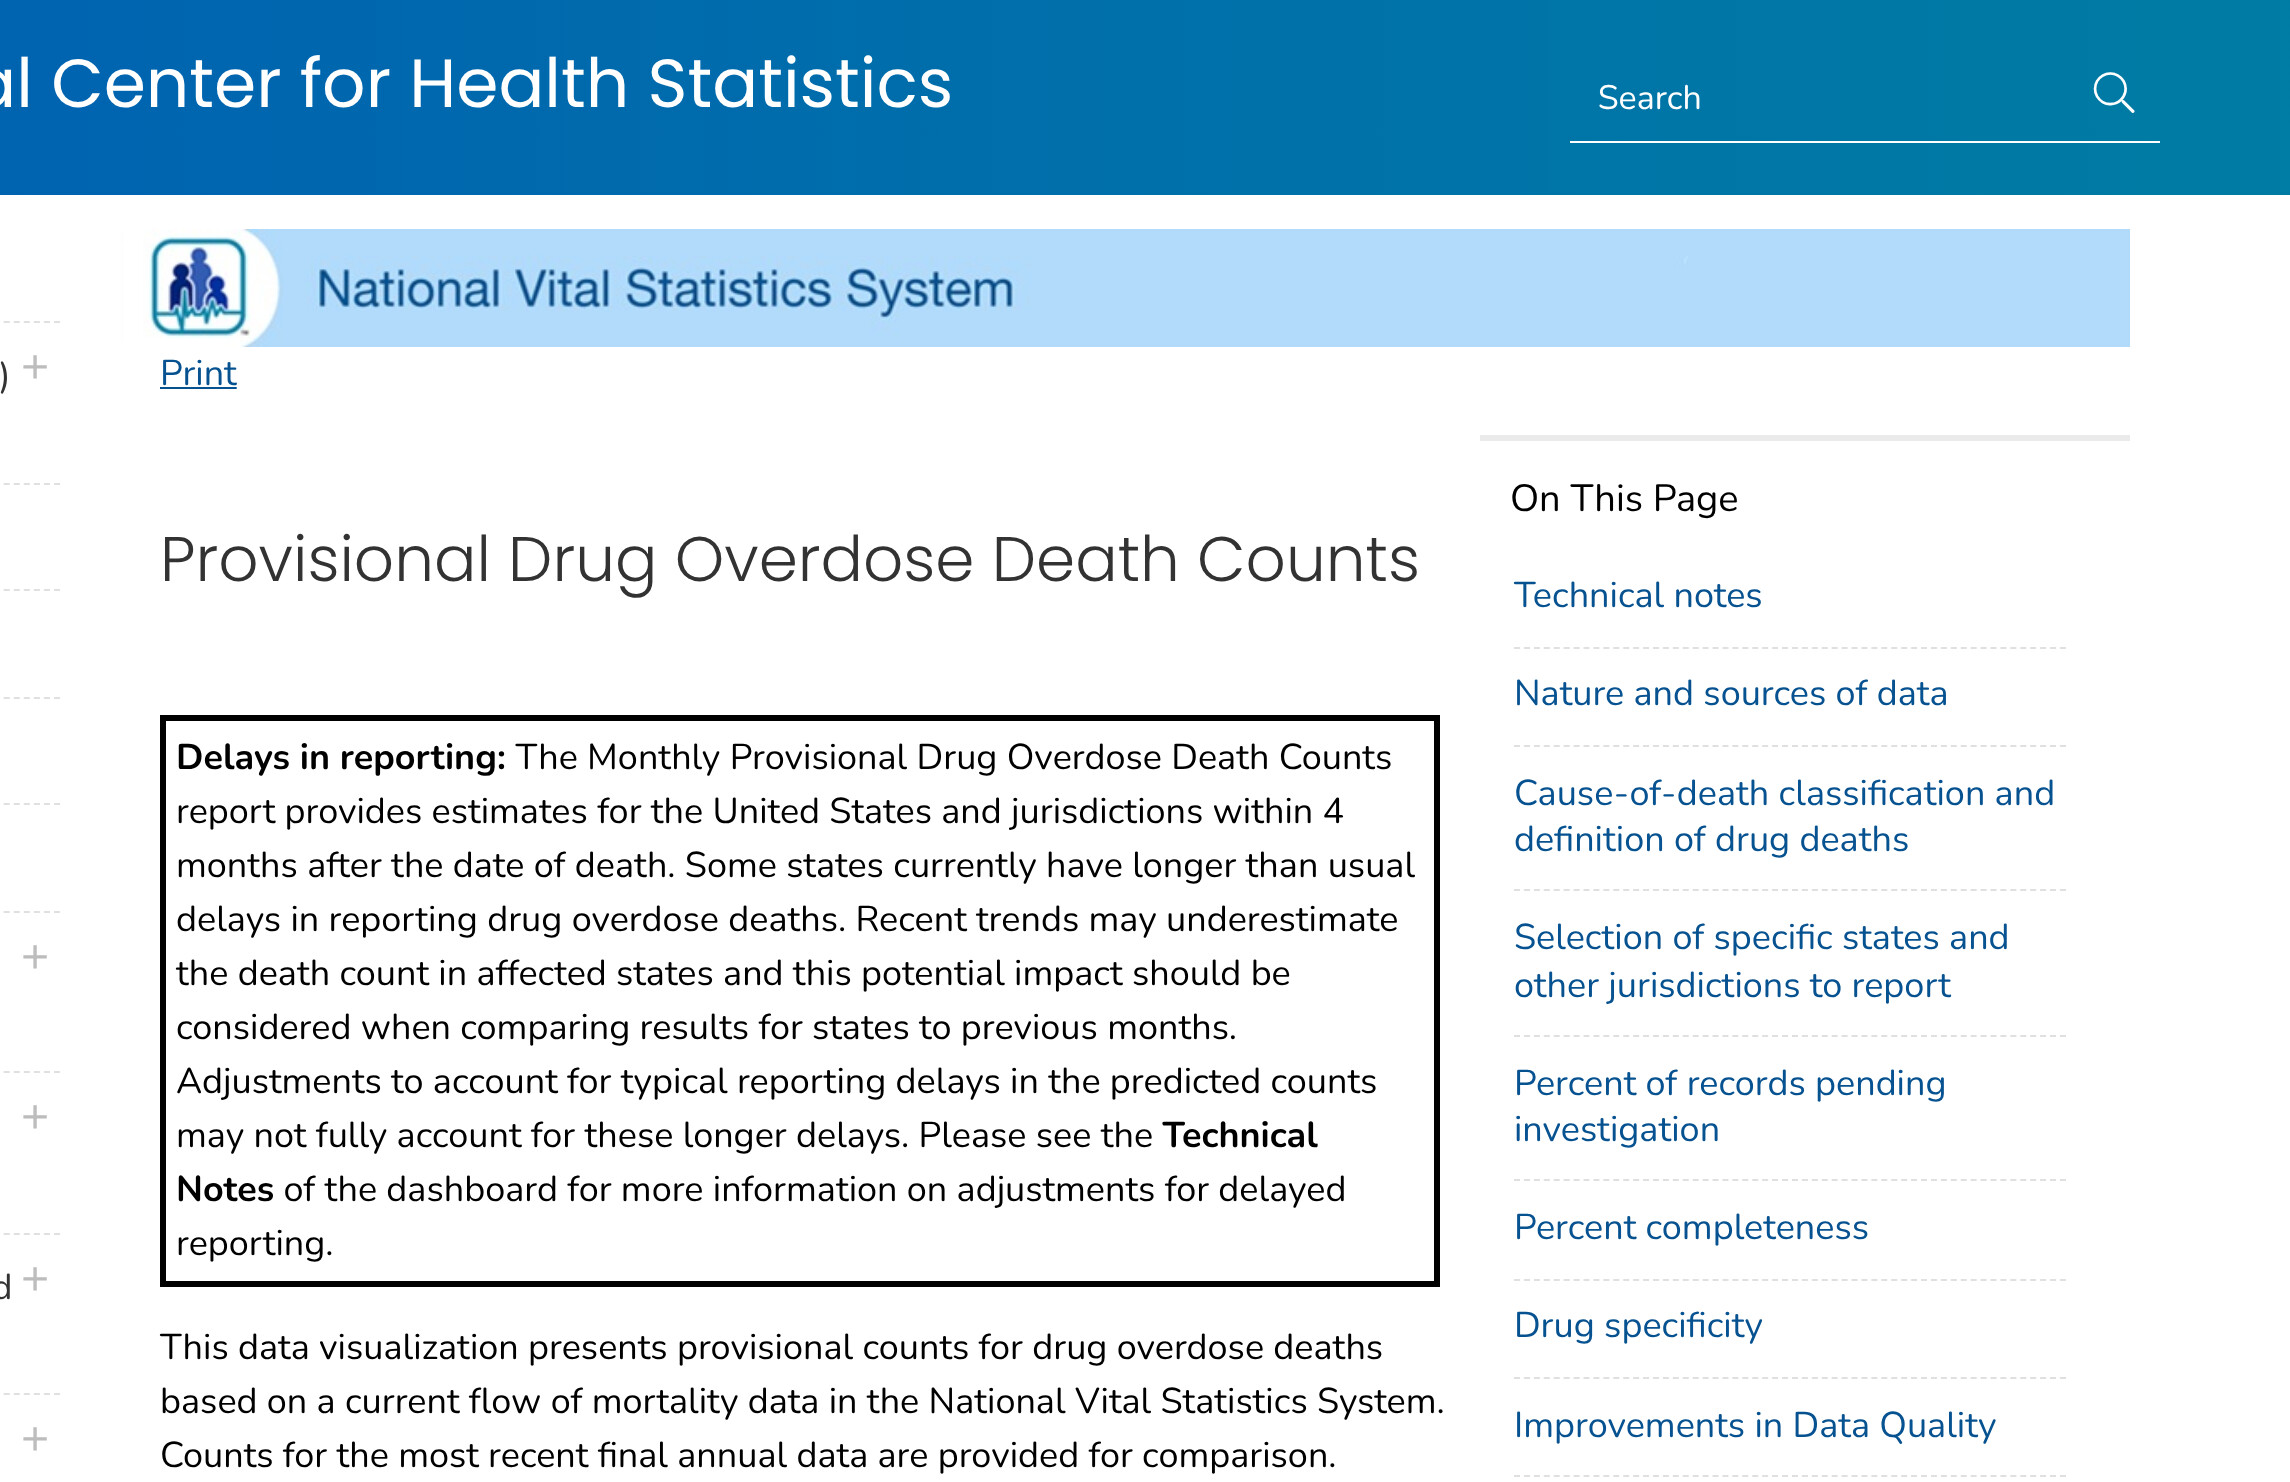 al Center for Health Statistics
Search
National Vital Statistics System
)
Print
On This Page
Provisional Drug Overdose Death Counts
Technical notes
Nature and sources of data
Cause-of-death classification and
definition of drug deaths
Selection of specific states and
other jurisdictions to report
Percent of records pending
investigation
Percent completeness
Drug specificity
Improvements in Data Quality
Delays in reporting: The Monthly Provisional Drug Overdose Death Counts
report provides estimates for the United States and jurisdictions within 4
months after the date of death. Some states currently have longer than usual
delays in reporting drug overdose deaths. Recent trends may underestimate
the death count in affected states and this potential impact should be
considered when comparing results for states to previous months.
Adjustments to account for typical reporting delays in the predicted counts
may not fully account for these longer delays. Please see the Technical
Notes of the dashboard for more information on adjustments for delayed
reporting.
d
This data visualization presents provisional counts for drug overdose deaths
based on a current flow of mortality data in the National Vital Statistics System.
Counts for the most recent final annual data are provided for comparison.